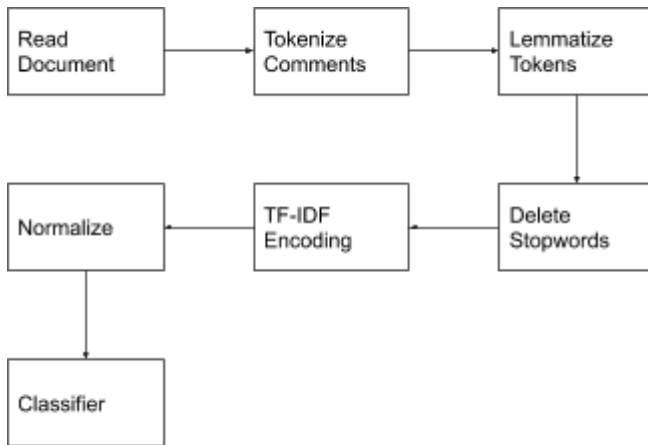 Read
Document
Tokenize
Comments
Lemmatize
Tokens
Delete
Stopwords
TF-IDF
Encoding
Normalize
Classifier